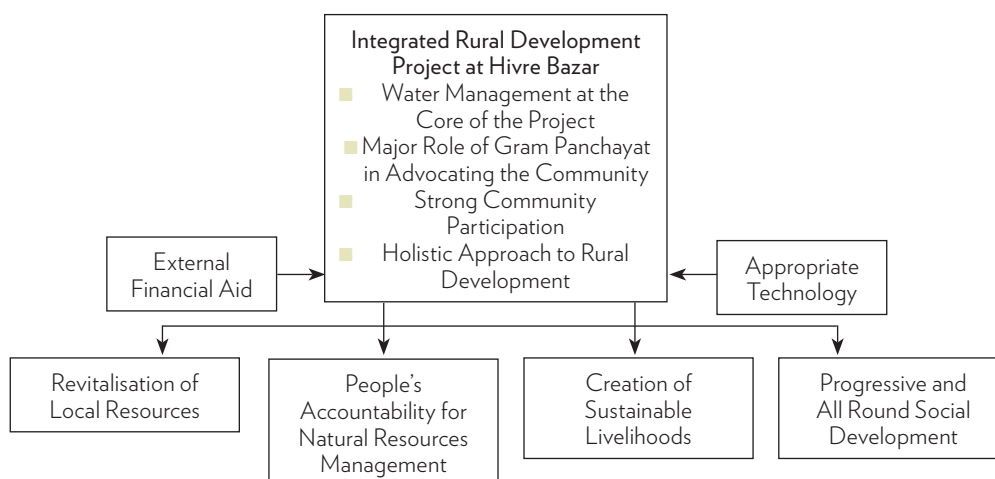 Integrated Rural Development
Project at Hivre Bazar
Water Management at the
Core of the Project
Major Role of Gram Panchayat
in Advocating the Community
Strong Community
Participation
Holistic Approach to Rural
Development
External
Financial Aid
Appropriate
Technology
Revitalisation of
Local Resources
People's
Accountability for
Natural Resources
Management
Creation of
Sustainable
Livelihoods
Progressive and
All Round Social
Development